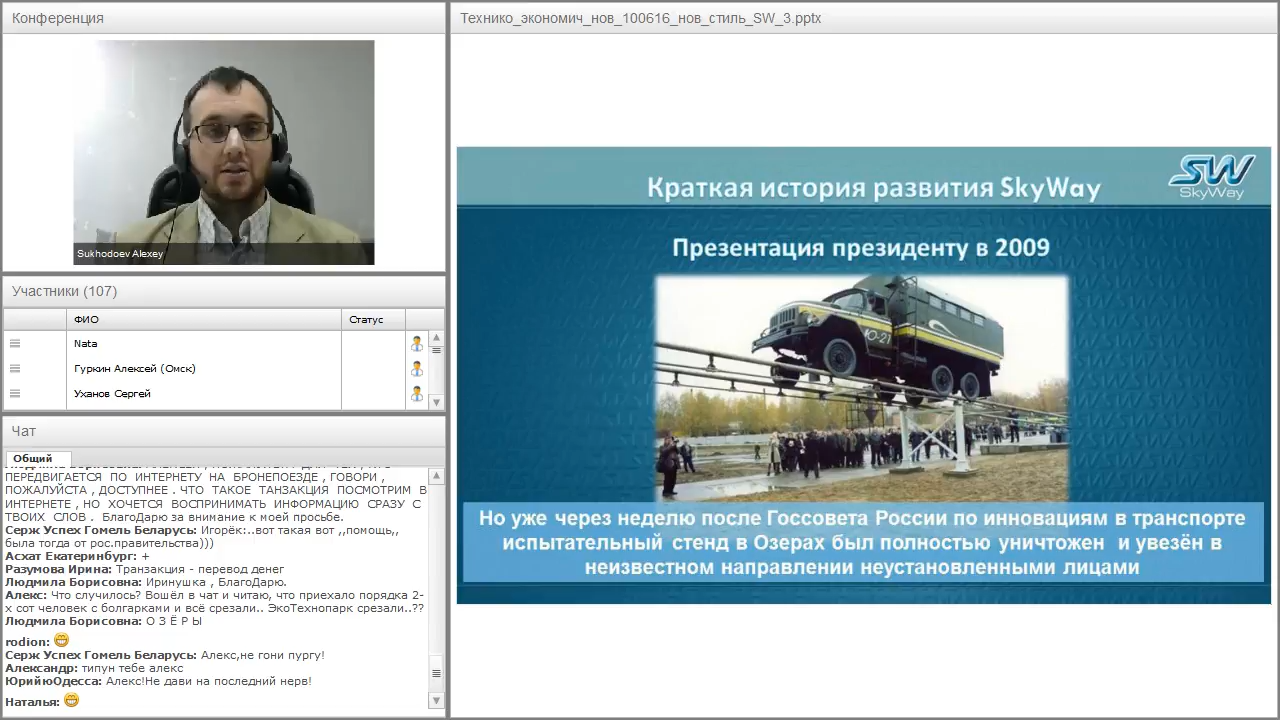 Конференция
Sukhodoev Alexey
Участники (107)
ФИО
Статус
Nata
Гуркин Алексей (Омск)
Уханов Сергей
Чат
Общий
ПЕРЕДВИГАЕТСЯ ПО ИНТЕРНЕТУ НА БРОНЕПОЕЗДЕ , ГОВОРИ ,
ПОЖАЛУЙСТА , ДОСТУПНЕЕ . ЧТО ТАКОЕ ТАНЗАКЦИЯ ПОСМОТРИМ В
ИНТЕРНЕТЕ , НО ХОЧЕТСЯ ВОСПРИНИМАТЬ ИНФОРМАЦИЮ СРАЗУ С
ТВОИХ СЛОВ . БлагоДарю за внимание к моей просьбе.
Серж Успех Гомель Беларусь: Игорёк:..вот такая вот ,,помощь,,
была тогда от рос.правительства)))
Асхат Екатеринбург: +
Разумова Ирина: Транзакция - перевод денег
Людмила Борисовна: Иринушка , БлагоДарю.
Алекс: Что случилось? Вошёл в чат и читаю, что приехало порядка 2-
х сот человек с болгарками и всё срезали.. ЭкоТехнопарк срезали..??
Людмила Борисовна: О З Ё Р Ы
rodion:
Серж Успех Гомель Беларусь: Алекс,не гони пургу!
Александр: типун тебе алекс
ЮрийюОдесса: Алекс!Не дави на последний нерв!
Наталья:
Технико_экономич_нов_100616_нов_стиль_SW_3.pptx
Краткая история развития SkyWay
SW
SkyWay
Презентация президенту в 2009
Ю-21
Но уже через неделю после Госсовета России по инновациям в транспорте
испытательный стенд в Озерах был полностью уничтожен и увезён в
неизвестном направлении неустановленными лицами